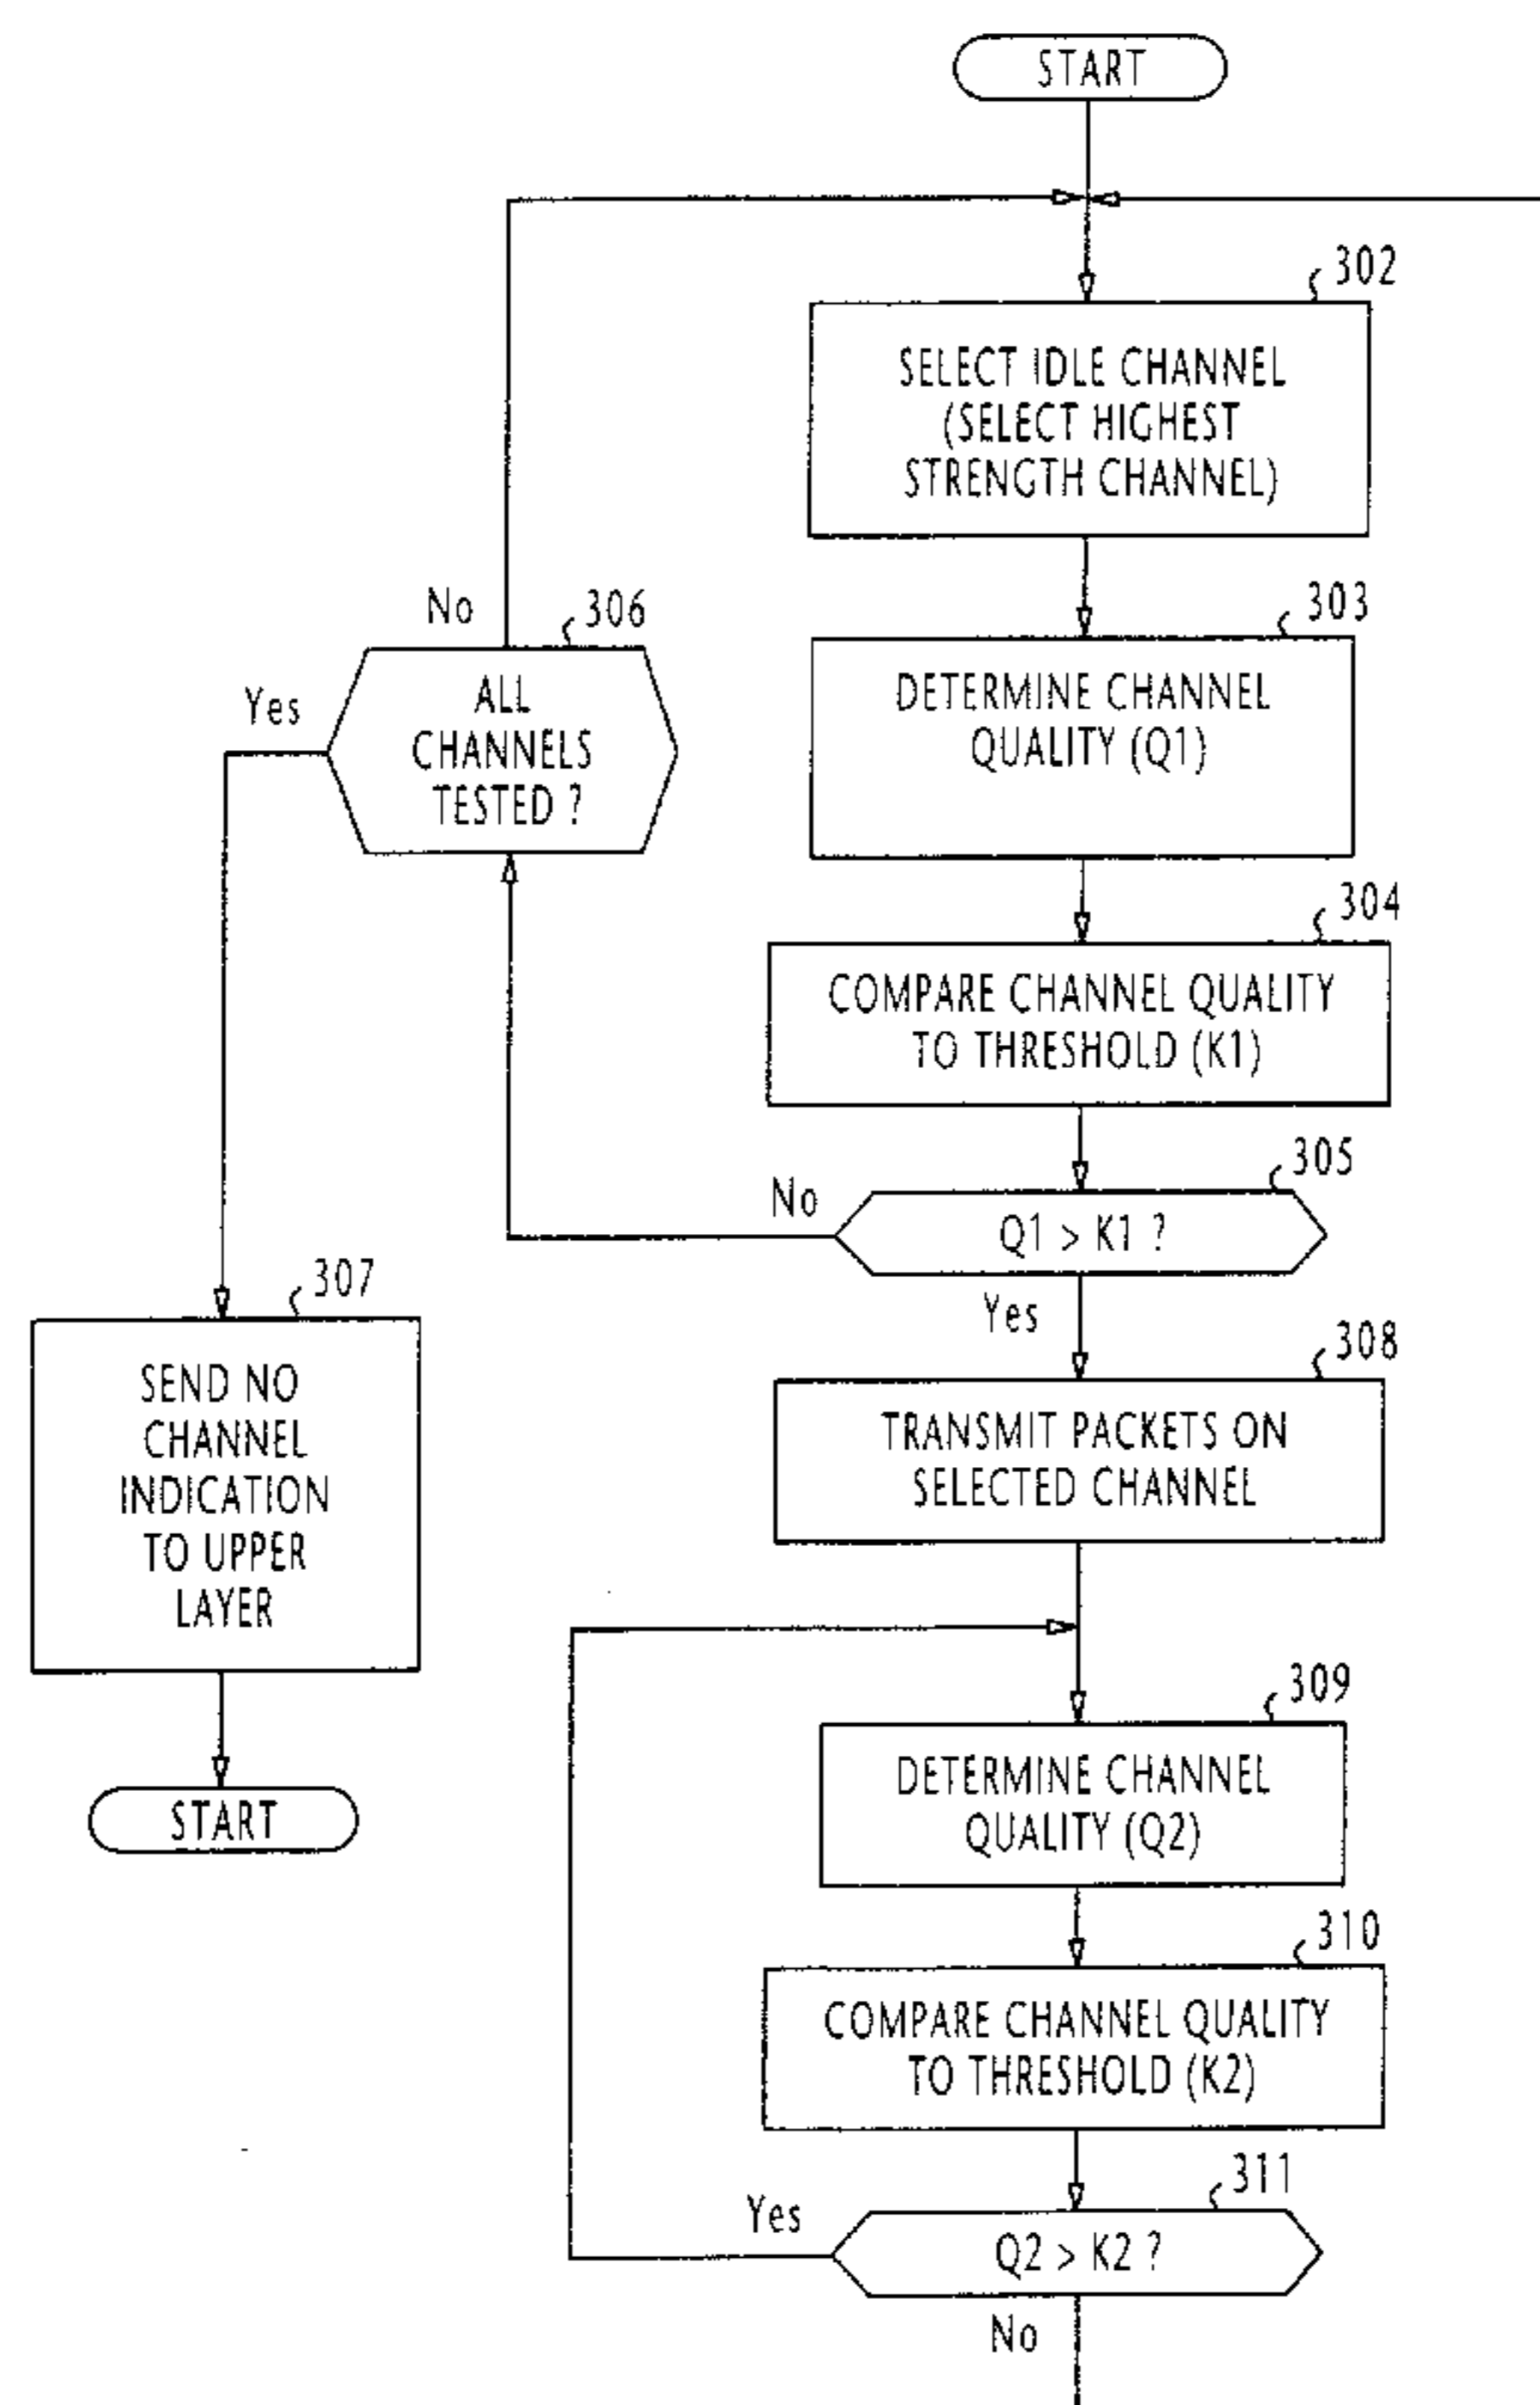 START
302
SELECT IDLE CHANNEL
(SELECT HIGHEST
STRENGTH CHANNEL)
No
306
ALL
CHANNELS
TESTED ?
Yes
303
DETERMINE CHANNEL
QUALITY (Q1)
304
COMPARE CHANNEL QUALITY
TO THRESHOLD (K1)
305
Q1 > K1 ?
No
Yes
307
SEND NO
CHANNEL
INDICATION
TO UPPER
LAYER
START
308
TRANSMIT PACKETS ON
SELECTED CHANNEL
309
DETERMINE CHANNEL
QUALITY (Q2)
310
COMPARE CHANNEL QUALITY
TO THRESHOLD (K2)
311
Q2 > K2 ?
Yes
No